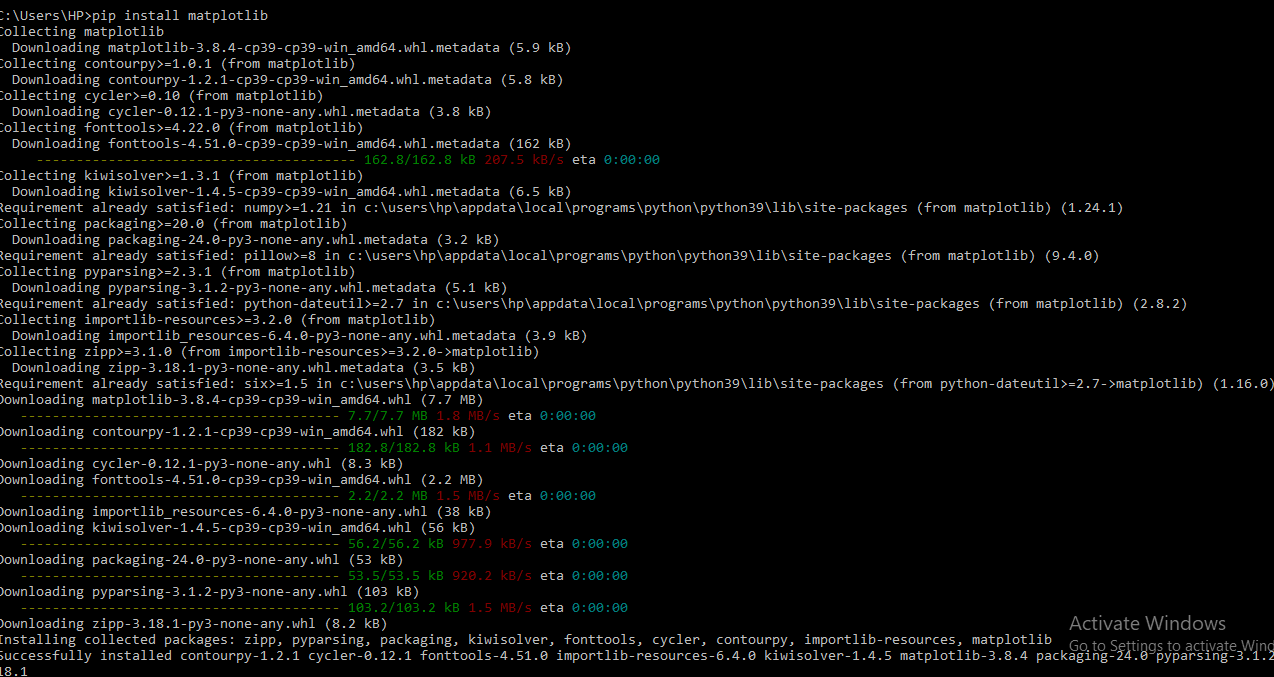 C:\Users\HP>pip install matplotlib
Collecting matplotlib
Downloading matplotlib-3.8.4-cp39-cp39-win_amd64.whl.metadata (5.9 kB)
Collecting contourpy>=1.0.1 (from matplotlib)
Downloading contourpy-1.2.1-cp39-cp39-win_amd64.whl.metadata (5.8 kB)
Collecting cycler>=0.10 (from matplotlib)
Downloading cycler-0.12.1-py3-none-any.whl.metadata (3.8 kB)
Collecting fonttools>=4.22.0 (from matplotlib)
Downloading fonttools-4.51.0-cp39-cp39-win_amd64.whl.metadata (162 kB)
---------------------------------------- 162.8/162.8 kB 207.5 kB/s eta 0:00:00
Collecting kiwisolver>=1.3.1 (from matplotlib)
Downloading kiwisolver-1.4.5-cp39-cp39-win_amd64.whl.metadata (6.5 kB)
Requirement already satisfied: numpy>=1.21 in c:\users\hp\appdata\local\programs\python\python39\lib\site-packages (from matplotlib) (1.24.1)
Collecting packaging>=20.0 (from matplotlib)
Downloading packaging-24.0-py3-none-any.whl.metadata (3.2 kB)
Requirement already satisfied: pillow>=8 in c:\users\hp\appdata\local\programs\python\python39\lib\site-packages (from matplotlib) (9.4.0)
Collecting pyparsing>=2.3.1 (from matplotlib)
Downloading pyparsing-3.1.2-py3-none-any.whl.metadata (5.1 kB)
Requirement already satisfied: python-dateutil>=2.7 in c:\users\hp\appdata\local\programs\python\python39\lib\site-packages (from matplotlib) (2.8.2)
Collecting importlib-resources>=3.2.0 (from matplotlib)
Downloading importlib_resources-6.4.0-py3-none-any.whl.metadata (3.9 kB)
Collecting zipp>=3.1.0 (from importlib-resources>=3.2.0->matplotlib)
Downloading zipp-3.18.1-py3-none-any.whl.metadata (3.5 kB)
Requirement already satisfied: six>=1.5 in c:\users\hp\appdata\local\programs\python\python39\lib\site-packages (from python-dateutil>=2.7->matplotlib) (1.16.0)
Downloading matplotlib-3.8.4-cp39-cp39-win_amd64.whl (7.7 MB)
---------------------------------------- 7.7/7.7 MB 1.8 MB/s eta 0:00:00
Downloading contourpy-1.2.1-cp39-cp39-win_amd64.whl (182 kB)
---------------------------------------- 182.8/182.8 kB 1.1 MB/s eta 0:00:00
Downloading cycler-0.12.1-py3-none-any.whl (8.3 kB)
Downloading fonttools-4.51.0-cp39-cp39-win_amd64.whl (2.2 MB)
---------------------------------------- 2.2/2.2 MB 1.5 MB/s eta 0:00:00
Downloading importlib_resources-6.4.0-py3-none-any.whl (38 kB)
Downloading kiwisolver-1.4.5-cp39-cp39-win_amd64.whl (56 kB)
---------------------------------------- 56.2/56.2 kB 977.9 kB/s eta 0:00:00
Downloading packaging-24.0-py3-none-any.whl (53 kB)
---------------------------------------- 53.5/53.5 kB 920.2 kB/s eta 0:00:00
Downloading pyparsing-3.1.2-py3-none-any.whl (103 kB)
---------------------------------------- 103.2/103.2 kB 1.5 MB/s eta 0:00:00
Downloading zipp-3.18.1-py3-none-any.whl (8.2 kB)
Installing collected packages: zipp, pyparsing, packaging, kiwisolver, fonttools, cycler, contourpy, importlib-resources, matplotlib
Successfully installed contourpy-1.2.1 cycler-0.12.1 fonttools-4.51.0 importlib-resources-6.4.0 kiwisolver-1.4.5 matplotlib-3.8.4 packaging-24.0 pyparsing-3.1.2
18.1
Activate Windows
Go to Settings to activate Wind